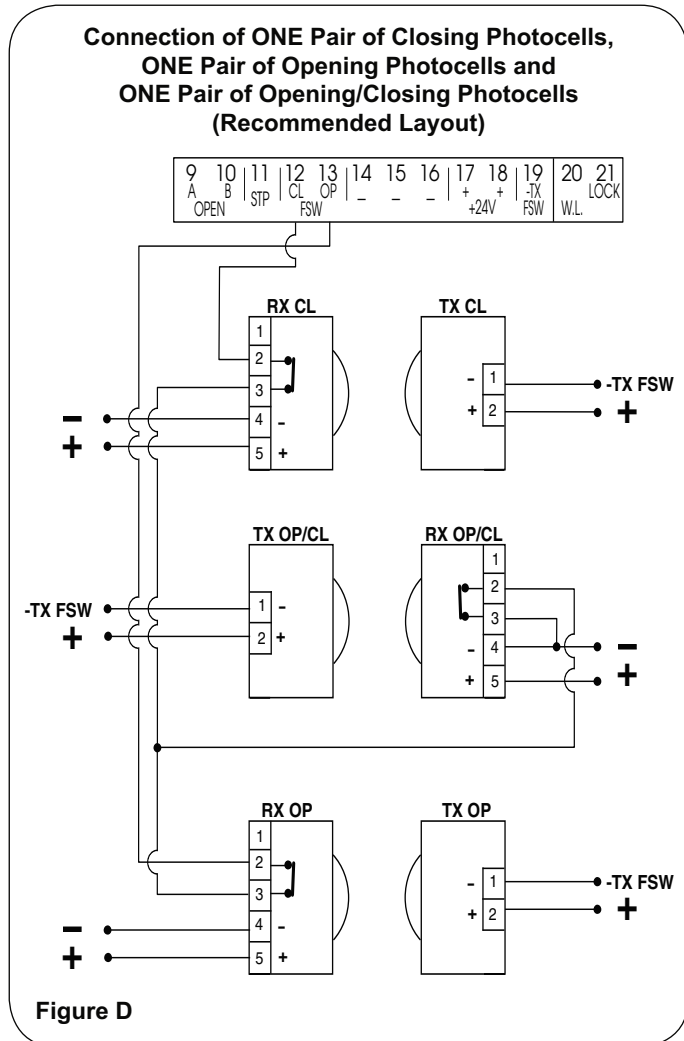 Connection of ONE Pair of Closing Photocells,
ONE Pair of Opening Photocells and
ONE Pair of Opening/Closing Photocells
(Recommended Layout)
9 10 11 12 13 14 15 16 17 18 19 20 21
A B STP CL OP – – – + + -TX LOCK
OPEN FSW +24V FSW W.L.
RX CL TX CL
1
2
3
- 4 -
+ 5 +
- 1 -TX FSW
+ 2 +
TX OP/CL RX OP/CL
-TX FSW 1 -
+ 2 +
1
2
3
- 4 -
+ 5 +
RX OP TX OP
1
2
3
- 4 -
+ 5 +
- 1 -TX FSW
+ 2 +
Figure D